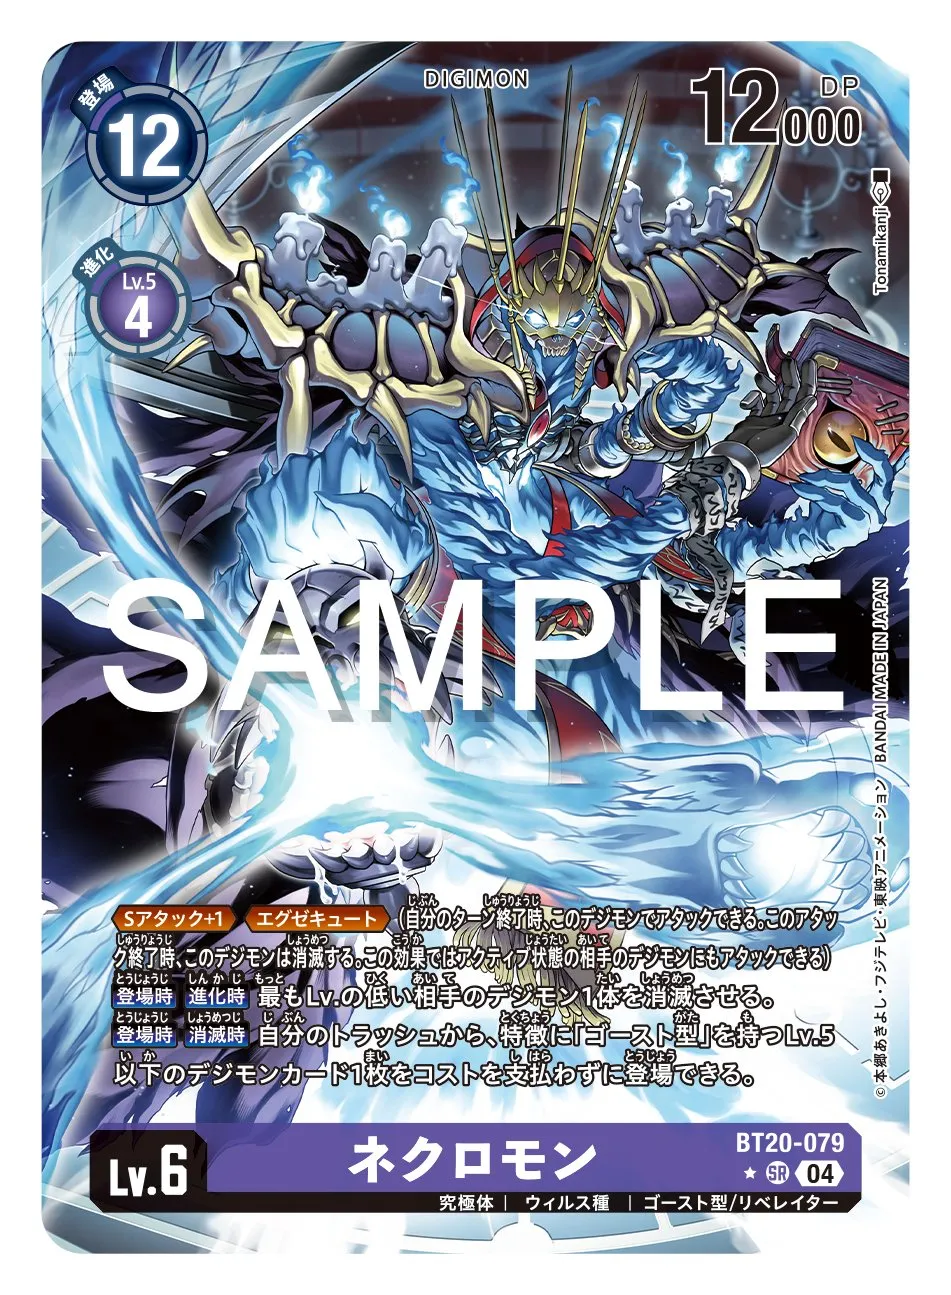 登場
12
DIGIMON
12000
DP
進化
Lv.5
4
Tonamikanji
SAMPLE
Sアタック+1 エグゼキュート (自分のターン終了時、このデジモンでアタックできる。このアタッ
ク終了時、このデジモンは消滅する。この効果ではアクティブ状態の相手のデジモンにもアタックできる)
登場時 進化時 最もLv.の低い相手のデジモン1体を消滅させる。
登場時 消滅時 自分のトラッシュから、特徴に「ゴースト型」を持つLv.5
以下のデジモンカード1枚をコストを支払わずに登場できる。
©本郷あきよし・フジテレビ・東映アニメーション BANDAI MADE IN JAPAN
Lv.6
ネクロモン
BT20-079
SR 04
究極体 | ウィルス種 | ゴースト型/リベレイター